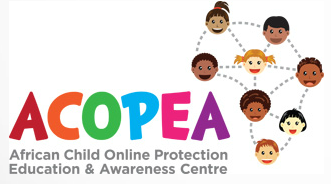 ACOPEA
African Child Online Protection
Education & Awareness Centre